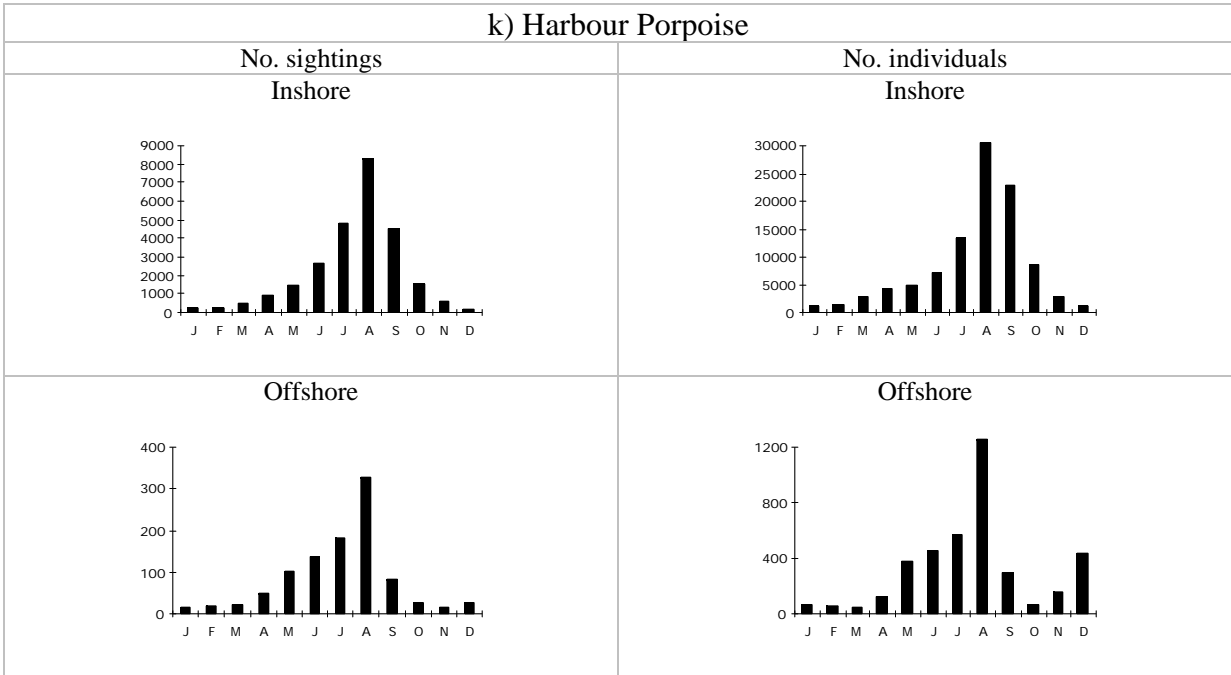 k) Harbour Porpoise
No. sightings
No. individuals
Inshore
9000
8000
7000
6000
5000
4000
3000
2000
1000
0
J F M A M J J A S O N D
Inshore
30000
25000
20000
15000
10000
5000
0
J F M A M J J A S O N D
Offshore
400
300
200
100
0
J F M A M J J A S O N D
Offshore
1200
800
400
0
J F M A M J J A S O N D